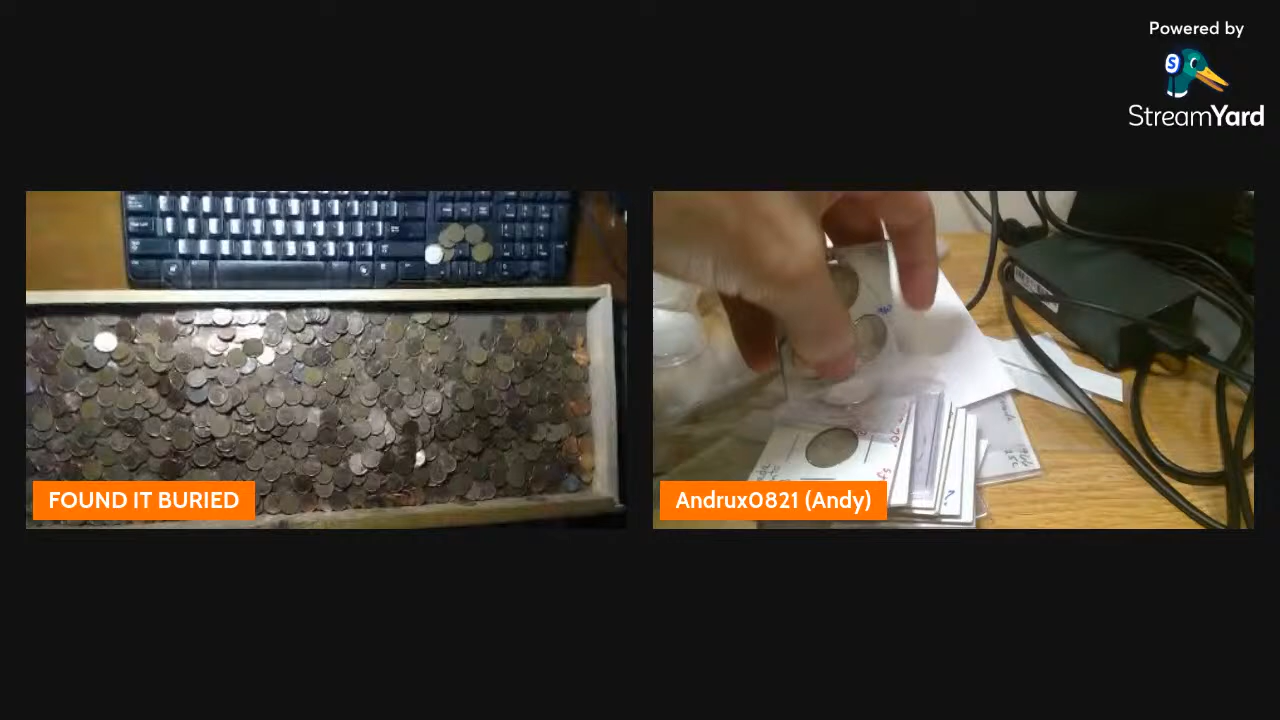 Powered by
S
StreamYard
FOUND IT BURIED
Andrux0821 (Andy)